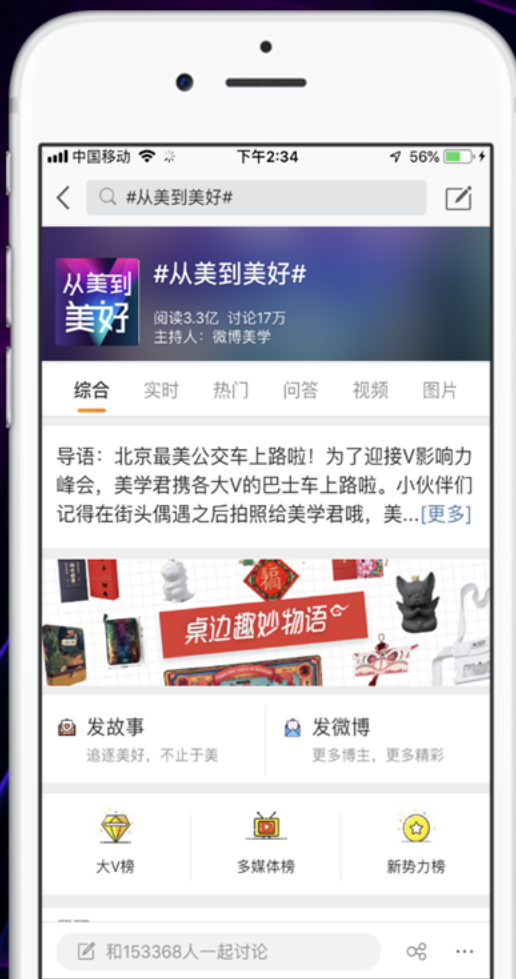 中国移动
下午2:34
56%
#从美到美好#
从美到
美好
#从美到美好#
阅读3.3亿 讨论17万
主持人：微博美学
综合 实时 热门 问答 视频 图片
导语：北京最美公交车上路啦！为了迎接V影响力
峰会，美学君携各大V的巴士车上路啦。小伙伴们
记得在街头偶遇之后拍照给美学君哦，美...[更多]
福
桌边趣妙物语
发故事
追逐美好，不止于美
发微博
更多博主，更多精彩
大V榜
多媒体榜
新势力榜
和153368人一起讨论